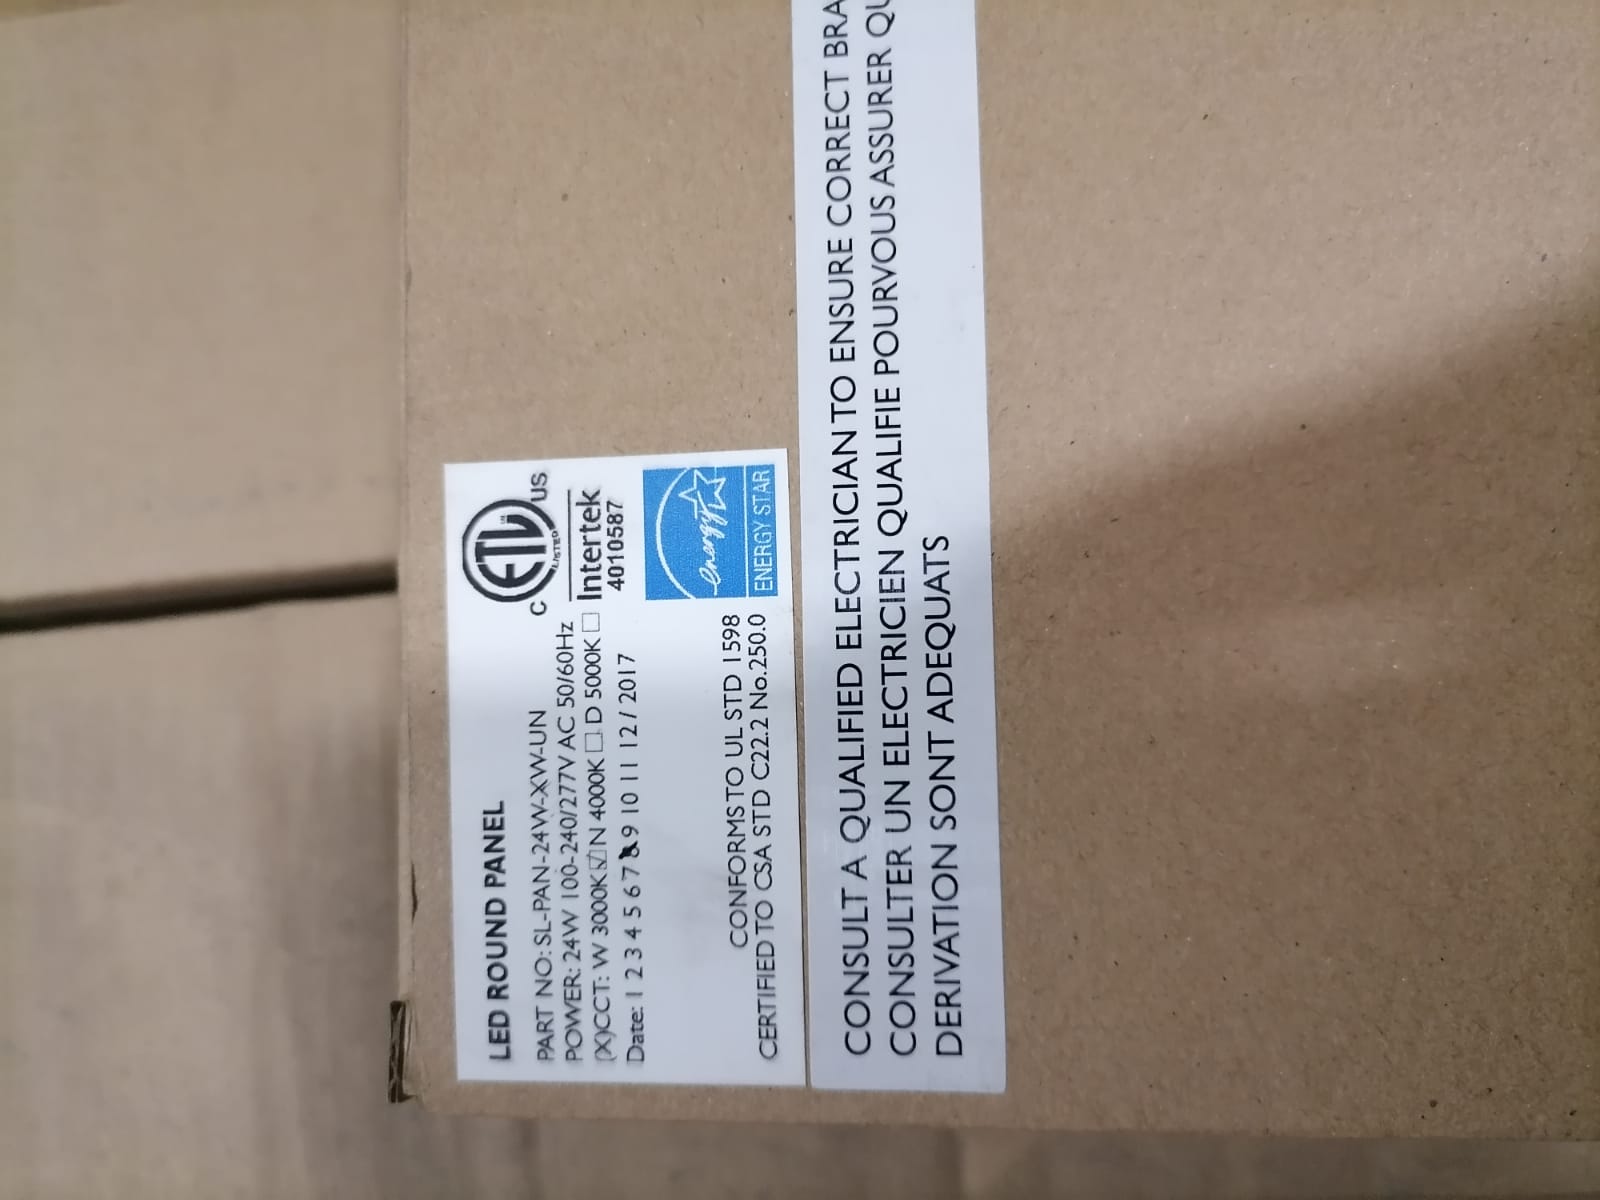 LED ROUND PANEL
PART NO: SL-PAN-24W-XW-UN
POWER: 24W 100-240/277V AC 50/60Hz
(X)CCT: W 3000K☑N 4000K☐ D 5000K☐
Date: 1 2 3 4 5 6 7 8 9 10 11 12 / 2017
ETL
LISTED
C US
Intertek
4010587
energy
ENERGY STAR
CONFORMS TO UL STD 1598
CERTIFIED TO CSA STD C22.2 No.250.0
CONSULT A QUALIFIED ELECTRICIAN TO ENSURE CORRECT BRA
CONSULTER UN ELECTRICIEN QUALIFIE POURVOUS ASSURER QU
DERIVATION SONT ADEQUATS